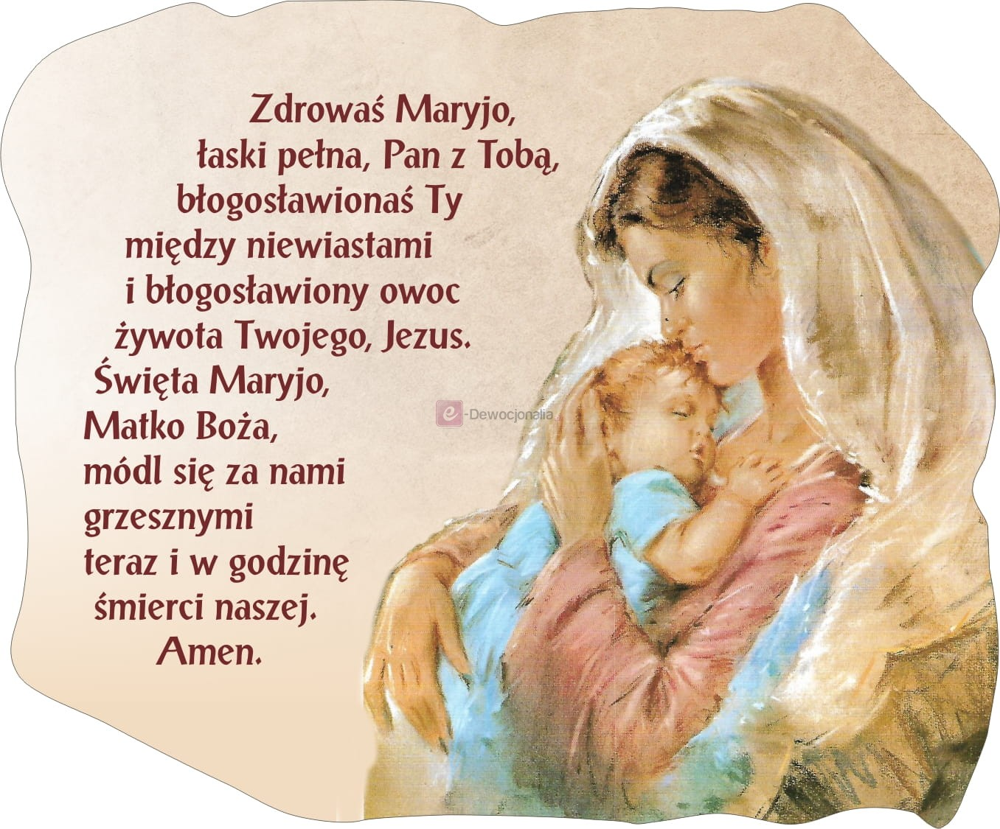 Zdrowaś Maryjo,
łaski pełna, Pan z Tobą,
błogosławionaś Ty
między niewiastami
i błogosławiony owoc
żywota Twojego, Jezus.
Święta Maryjo,
Matko Boża,
módl się za nami
grzesznymi
teraz i w godzinę
śmierci naszej.
Amen.
e-Dewocjonalia